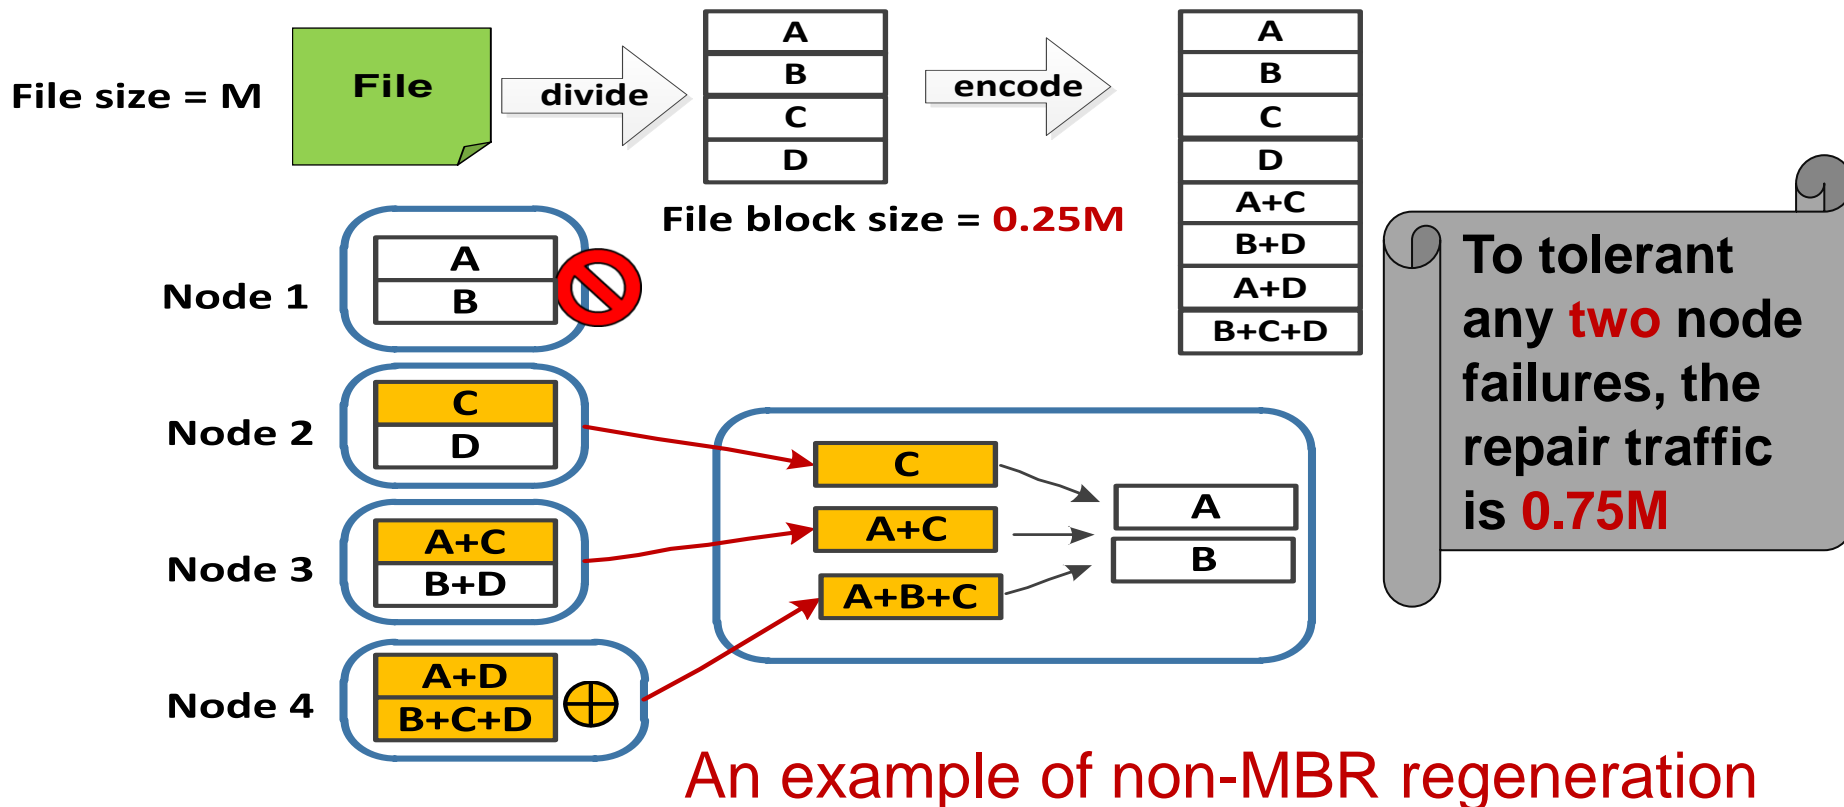 File size = M
File
divide
A
B
C
D
File block size = 0.25M
encode
A
B
C
D
A+C
B+D
A+D
B+C+D
Node 1
A
B
Node 2
C
D
Node 3
A+C
B+D
Node 4
A+D
B+C+D
C
A+C
A+B+C
A
B
To tolerant
any two node
failures, the
repair traffic
is 0.75M
An example of non-MBR regeneration